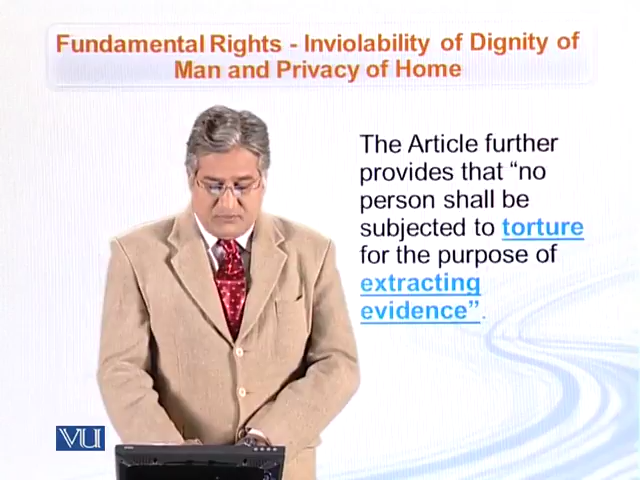 Fundamental Rights - Inviolability of Dignity of
Man and Privacy of Home
The Article further
provides that “no
person shall be
subjected to torture
for the purpose of
extracting
evidence”.
VU